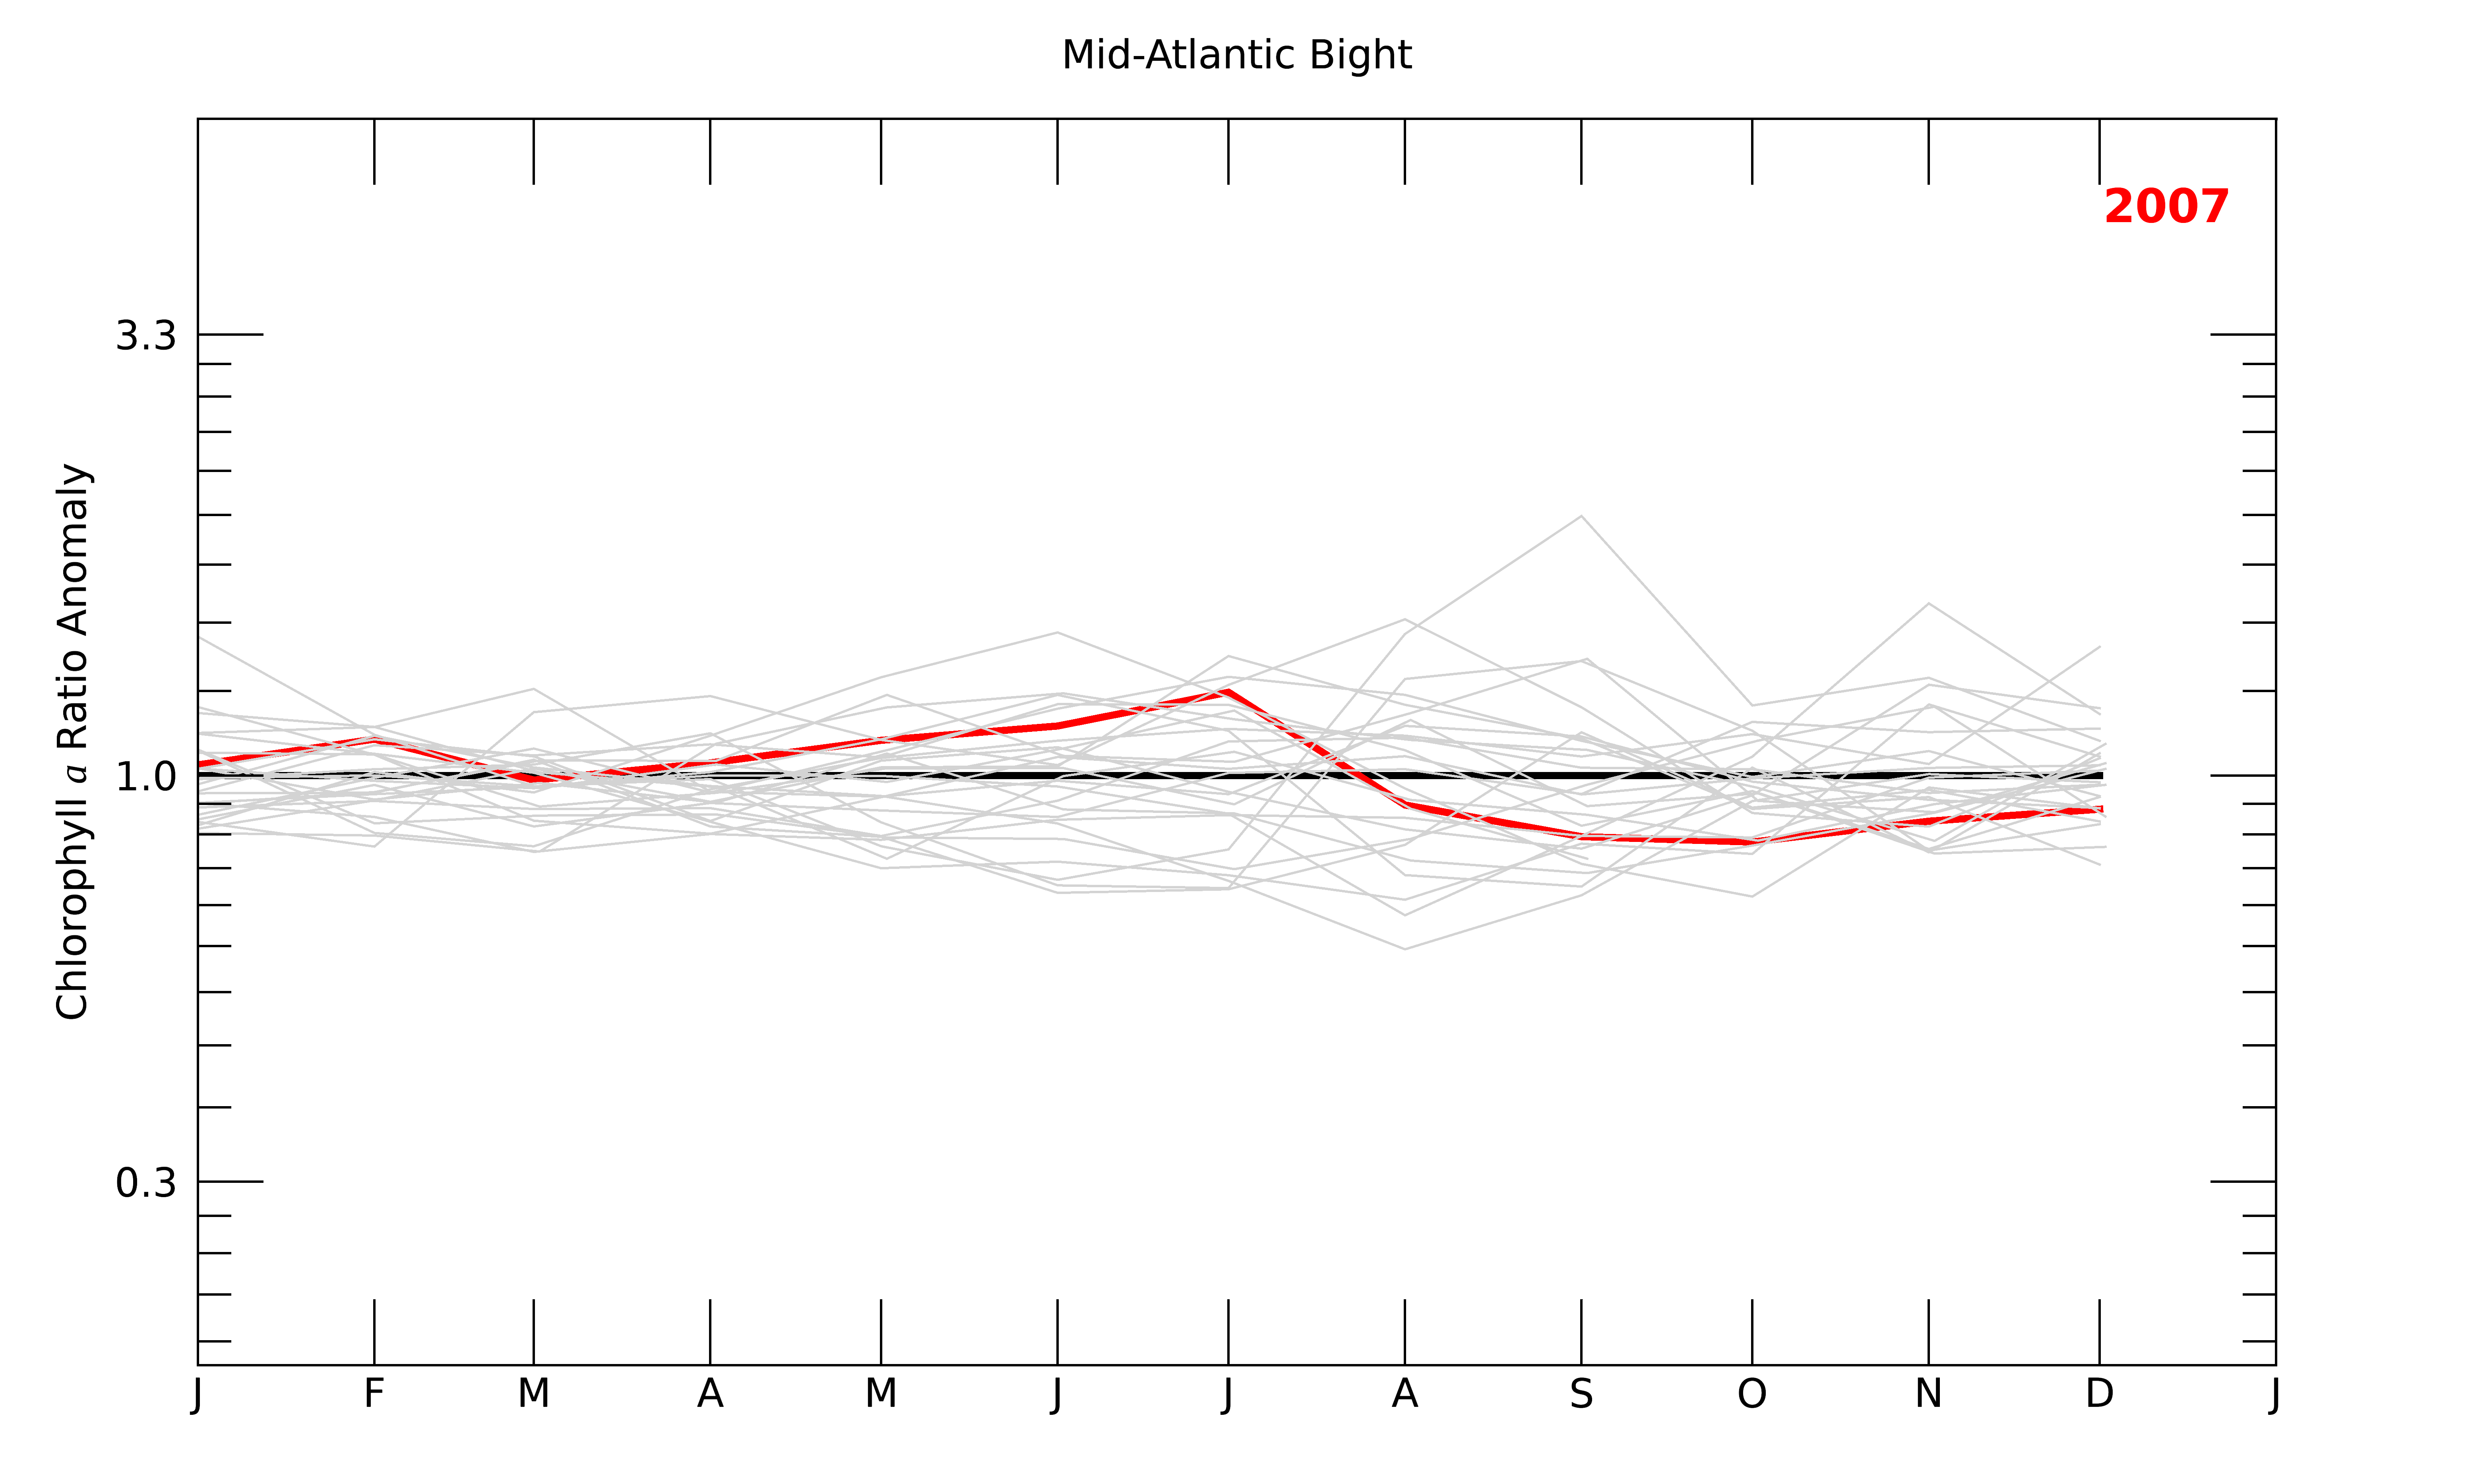 Mid-Atlantic Bight
2007
Chlorophyll a Ratio Anomaly
3.3
1.0
0.3
J F M A M J J A S O N D J